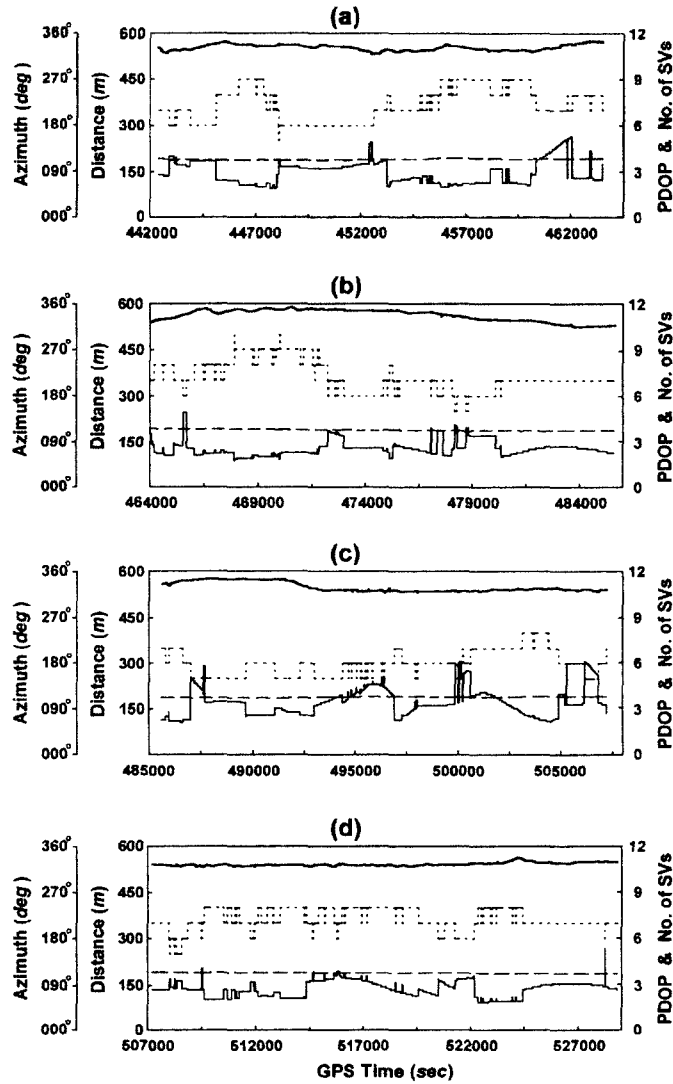 (a)
Azimuth (deg)
360°
270°
180°
090°
000°
Distance (m)
600
450
300
150
0
PDOP & No. of SVs
12
9
6
3
0
442000 447000 452000 457000 462000
(b)
Azimuth (deg)
360°
270°
180°
090°
000°
Distance (m)
600
450
300
150
0
PDOP & No. of SVs
12
9
6
3
0
464000 469000 474000 479000 484000
(c)
Azimuth (deg)
360°
270°
180°
090°
000°
Distance (m)
600
450
300
150
0
PDOP & No. of SVs
12
9
6
3
0
485000 490000 495000 500000 505000
(d)
Azimuth (deg)
360°
270°
180°
090°
000°
Distance (m)
600
450
300
150
0
PDOP & No. of SVs
12
9
6
3
0
507000 512000 517000 522000 527000
GPS Time (sec)